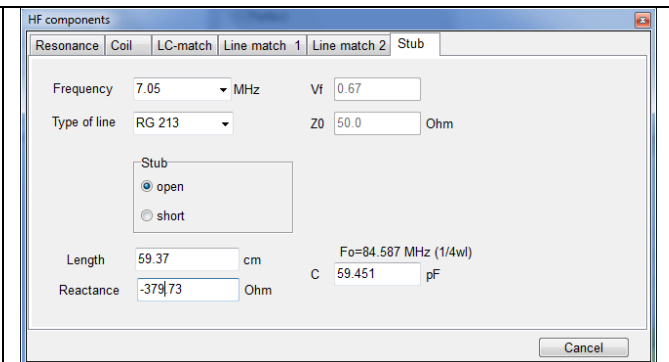 HF components
Resonance Coil LC-match Line match 1 Line match 2 Stub
Frequency 7.05 MHz Vf 0.67
Type of line RG 213 Z0 50.0 Ohm
Stub
open
short
Fo=84.587 MHz (1/4wl)
Length 59.37 cm
C 59.451 pF
Reactance -379.73 Ohm
Cancel